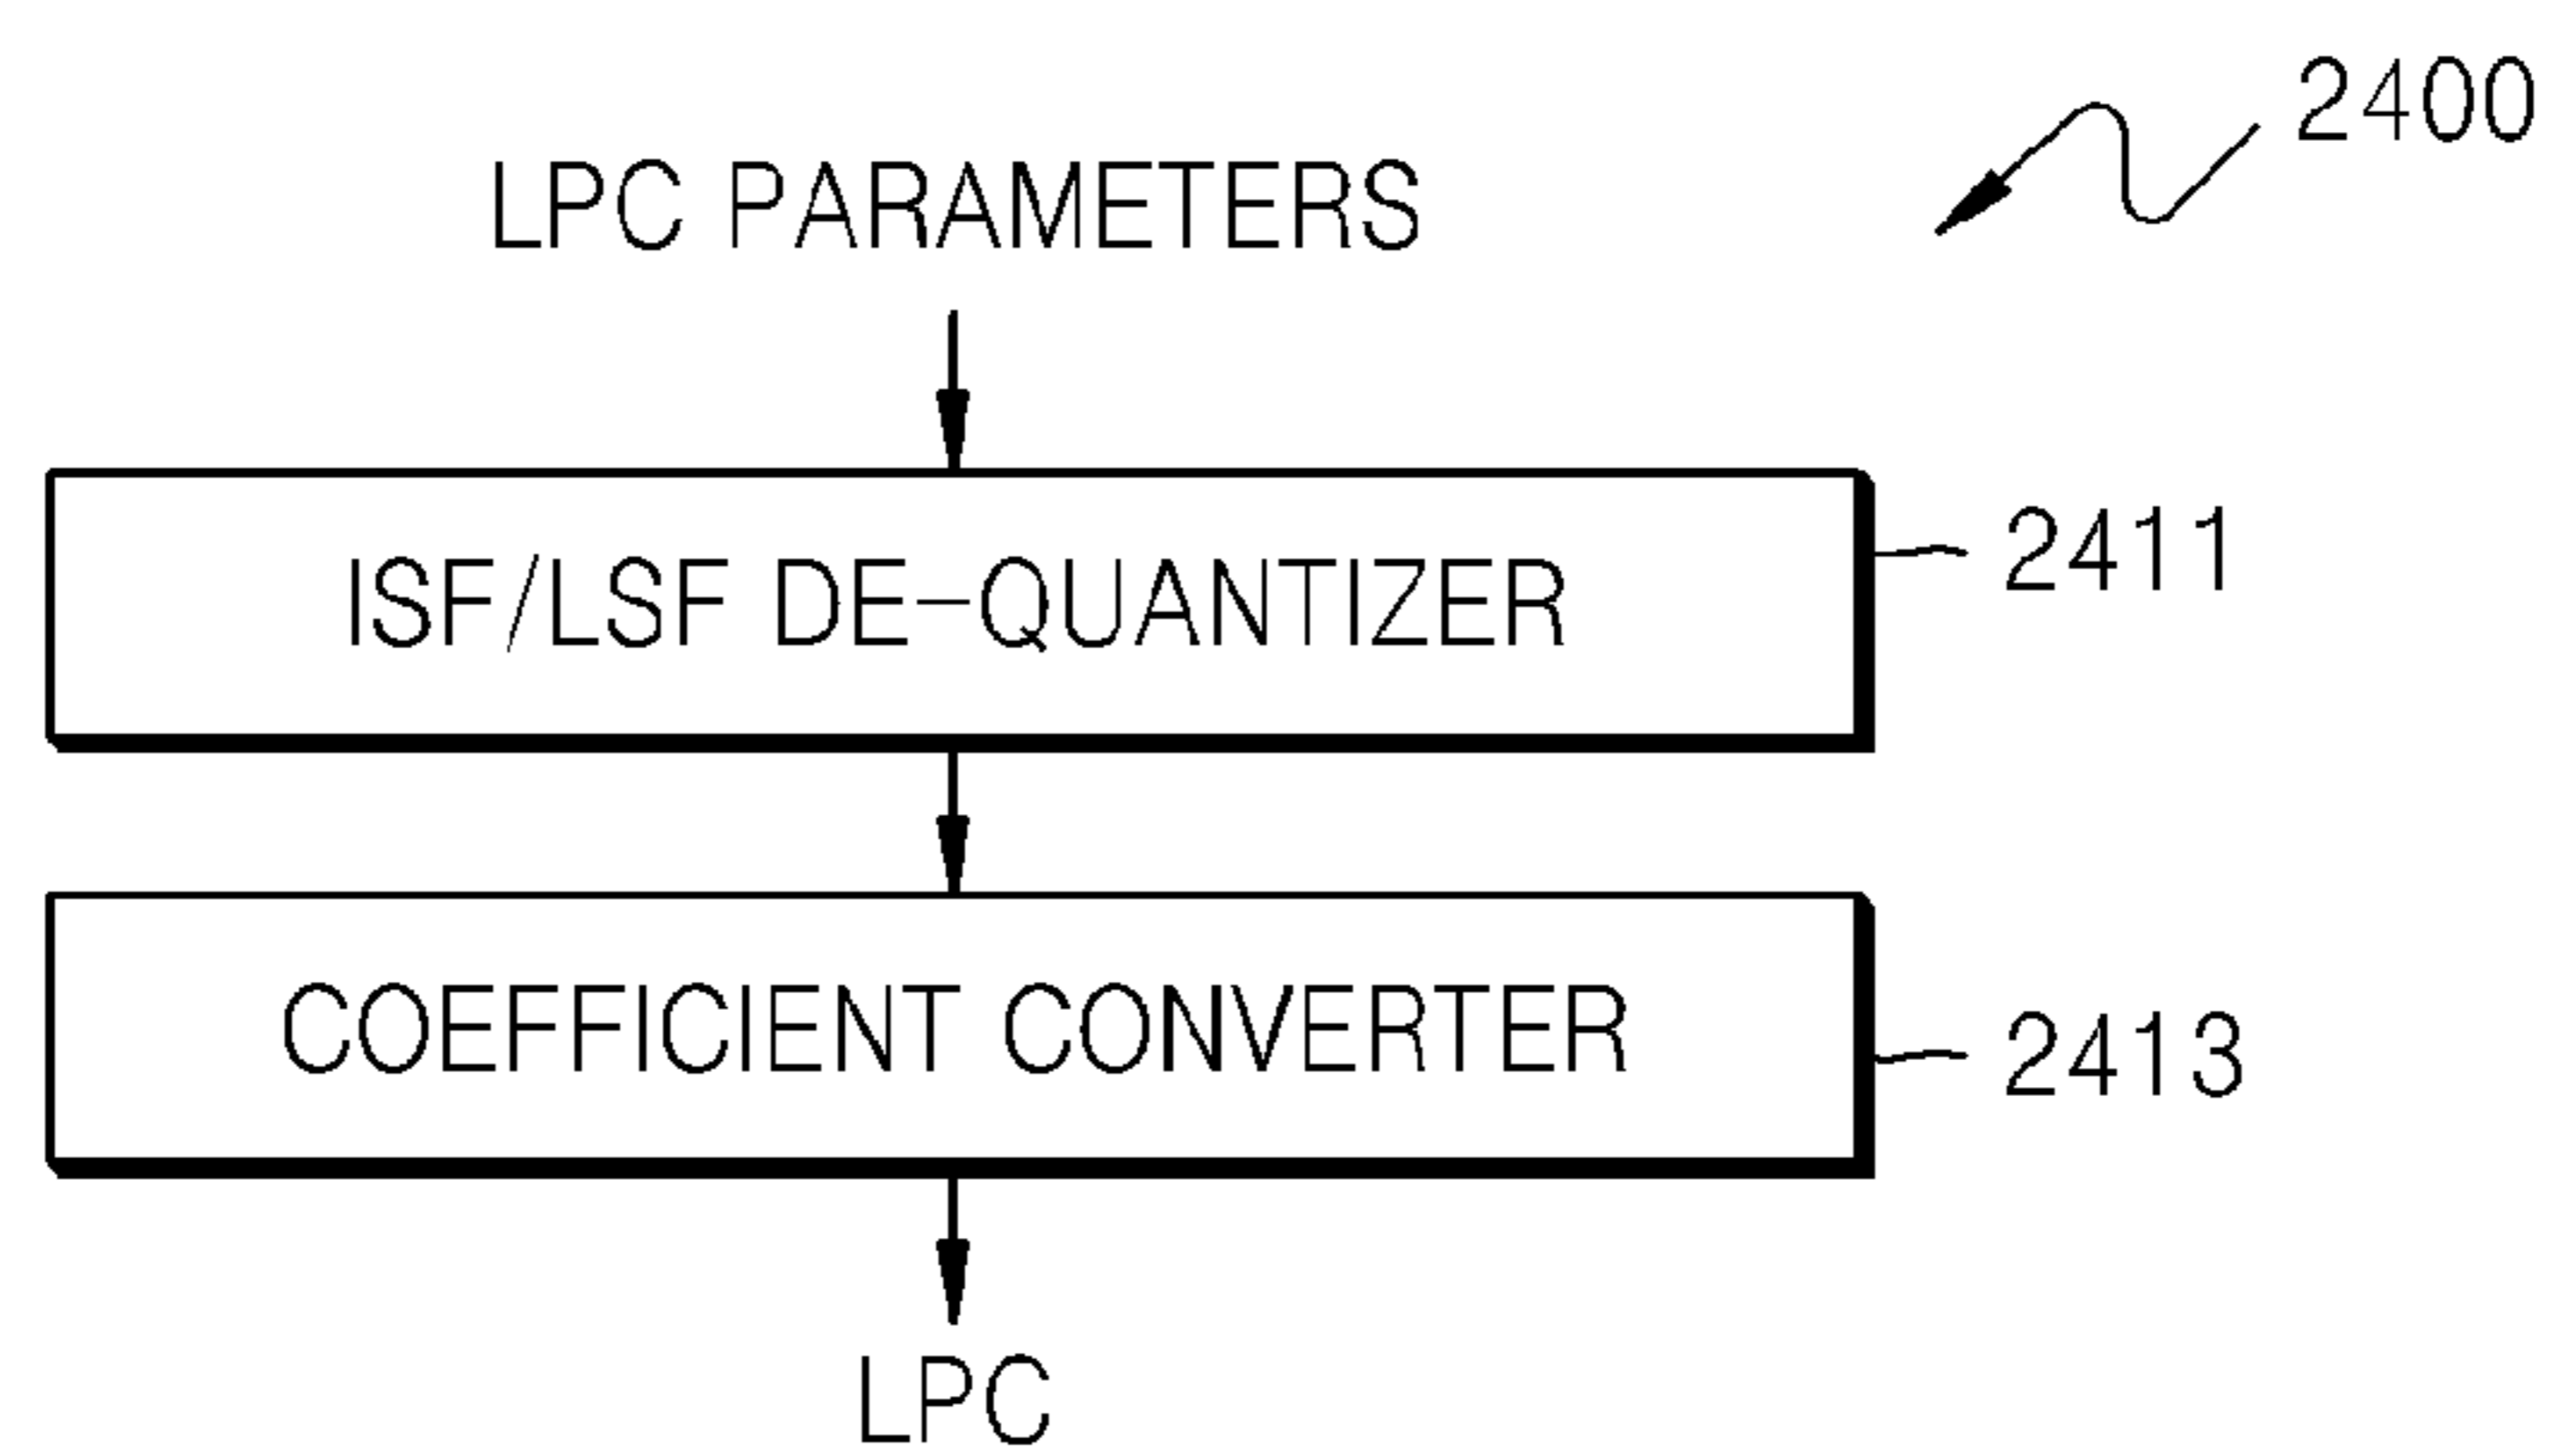 2400
LPC PARAMETERS
ISF/LSF DE-QUANTIZER
2411
COEFFICIENT CONVERTER
2413
LPC